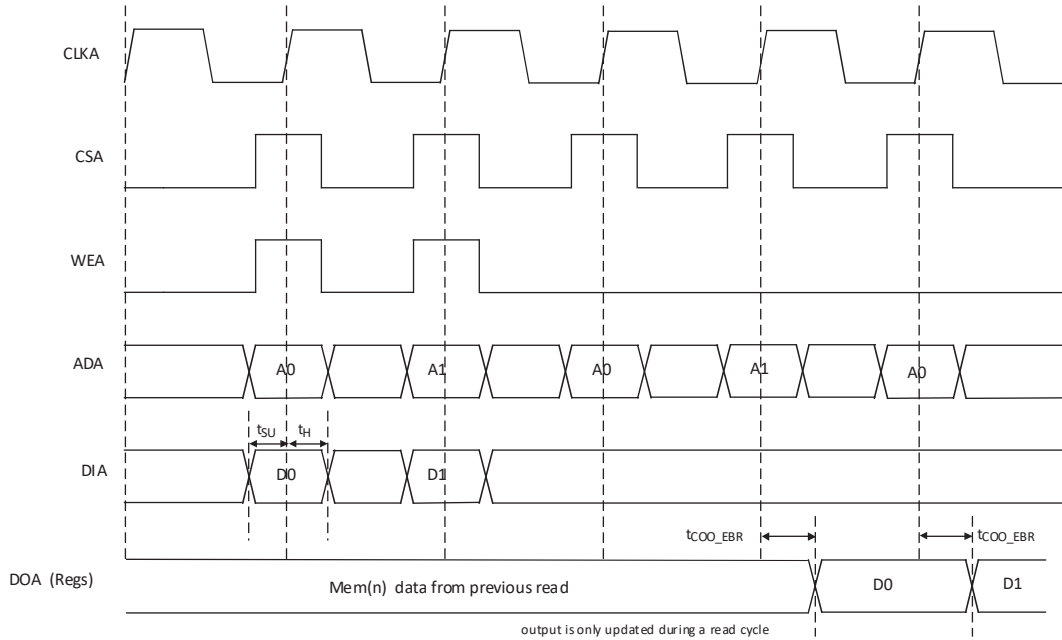 CLKA
CSA
WEA
ADA A0 A1 A0 A1 A0
tSU tH
DIA D0 D1
tCOO_EBR tCOO_EBR
DOA (Regs) Mem(n) data from previous read D0 D1
output is only updated during a read cycle